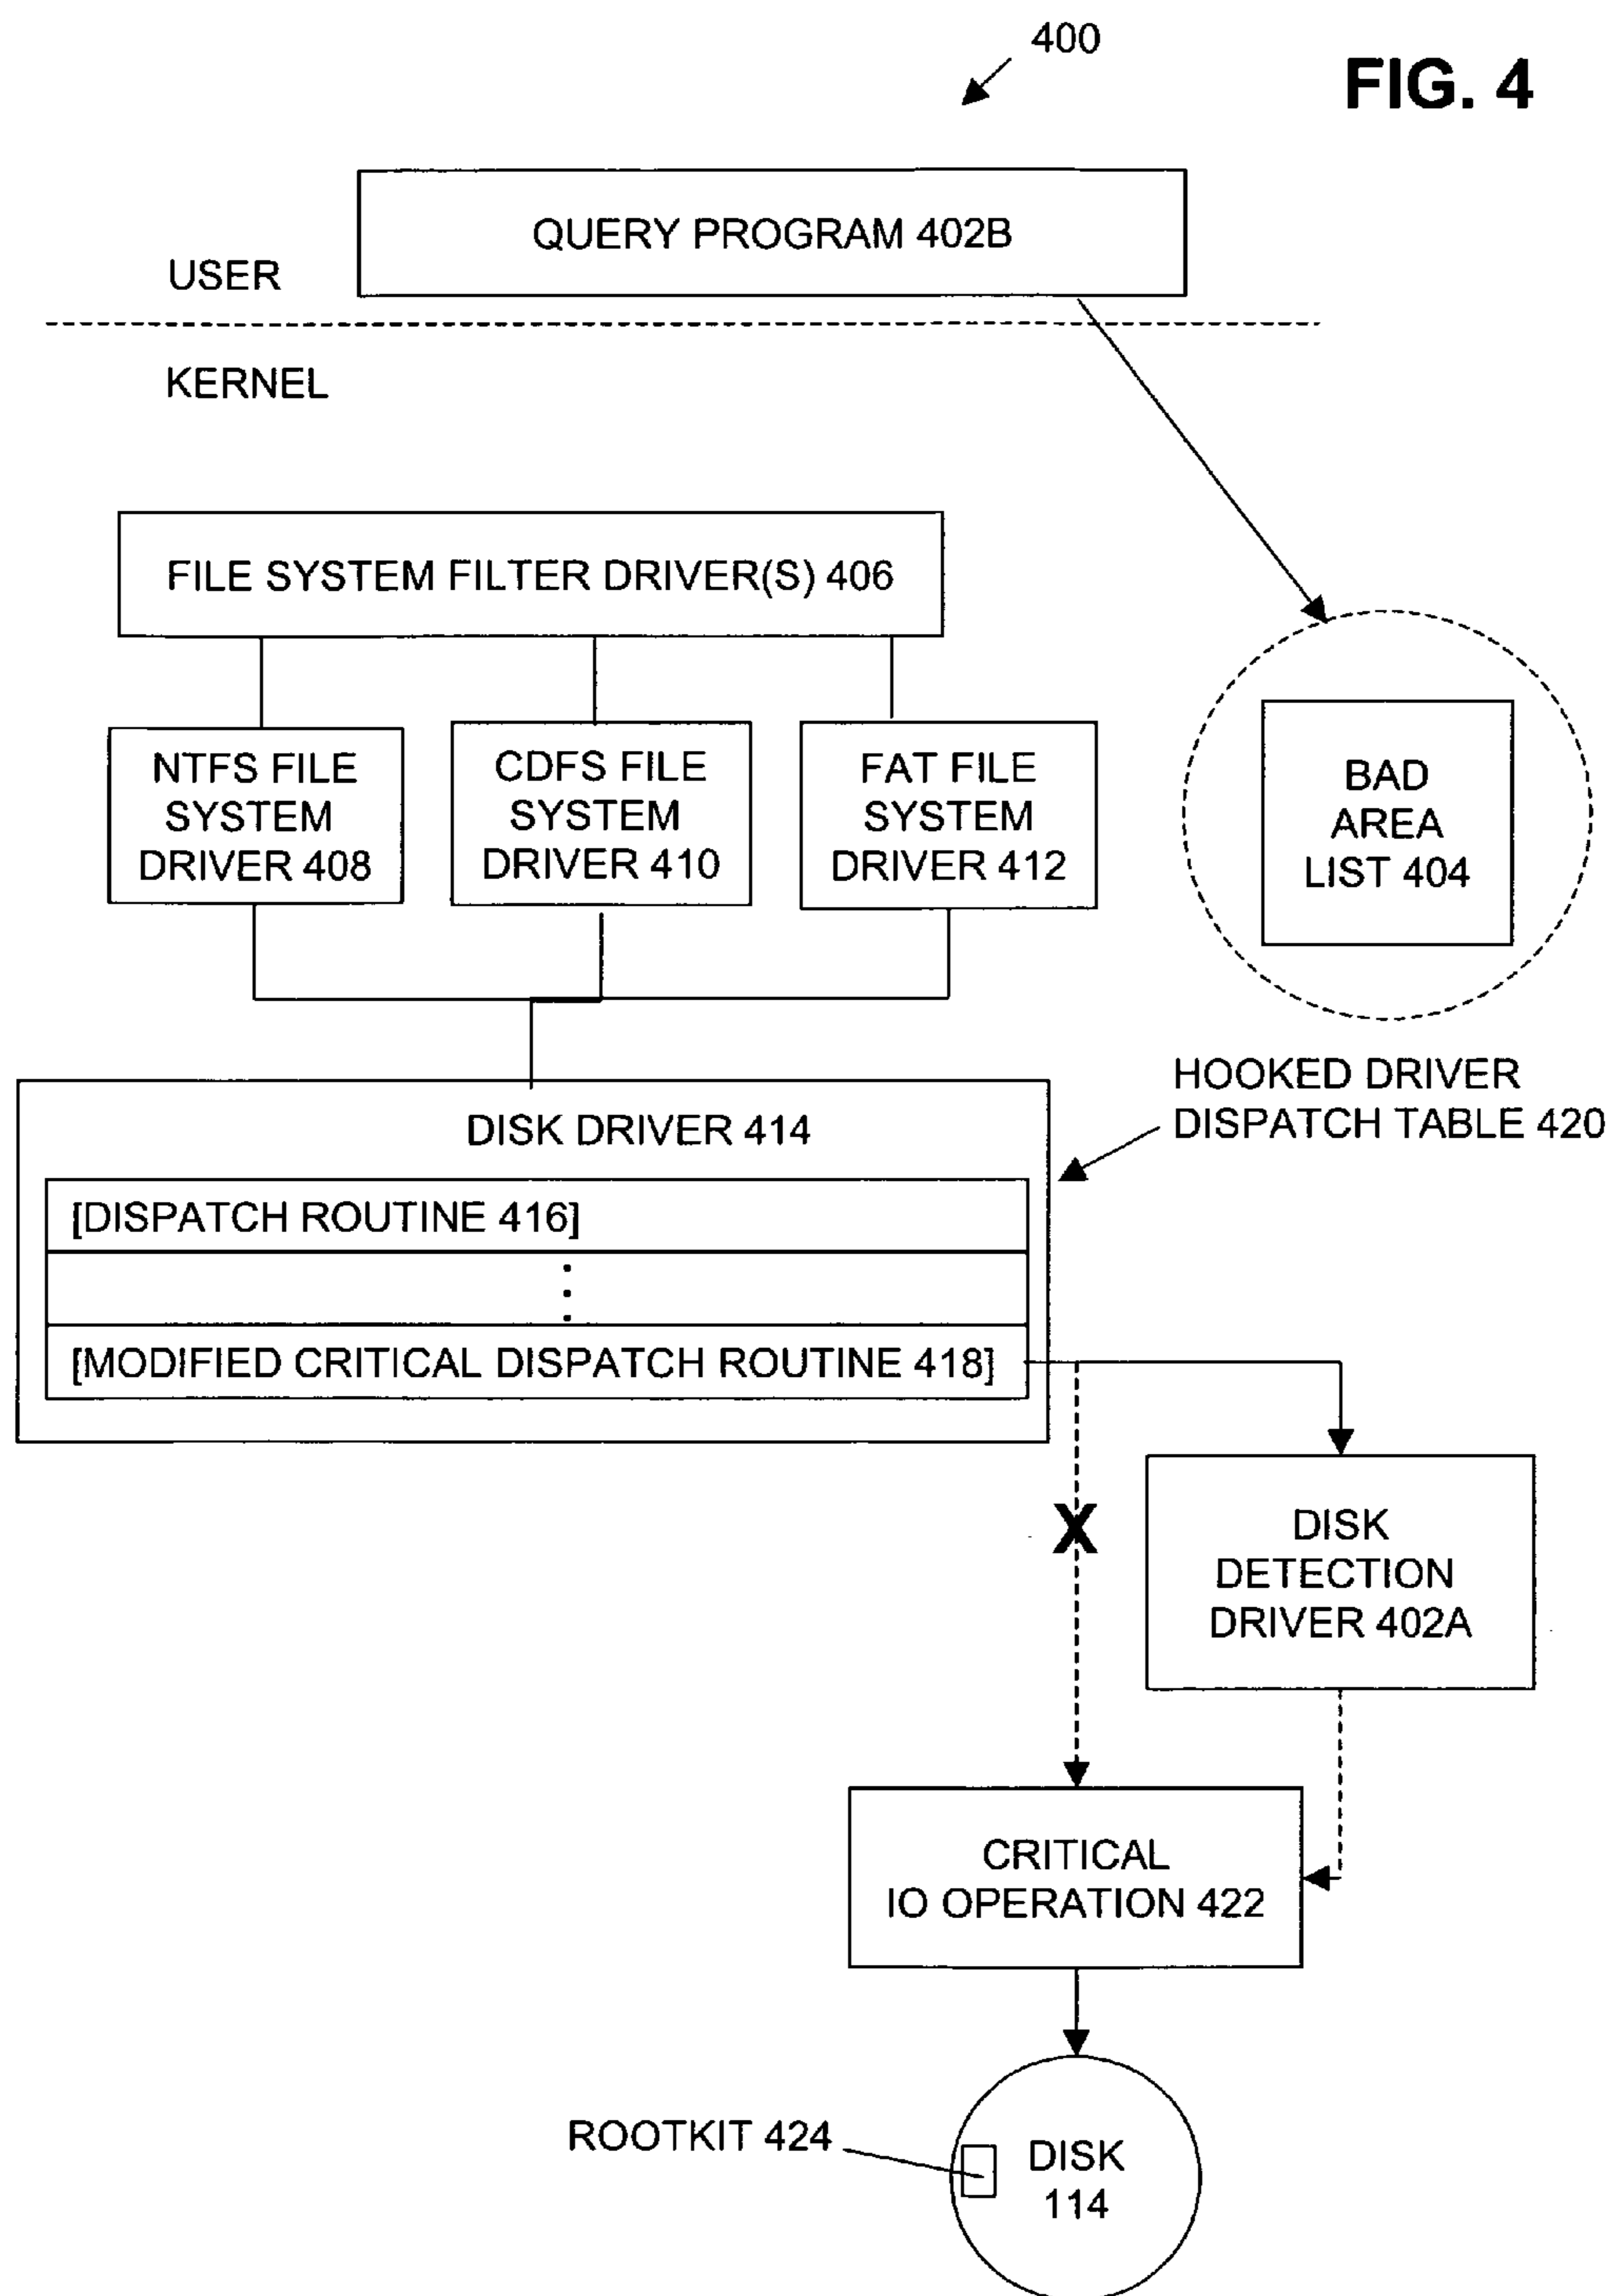 400
FIG. 4
QUERY PROGRAM 402B
USER
KERNEL
FILE SYSTEM FILTER DRIVER(S) 406
NTFS FILE
SYSTEM
DRIVER 408
CDFS FILE
SYSTEM
DRIVER 410
FAT FILE
SYSTEM
DRIVER 412
BAD
AREA
LIST 404
HOOKED DRIVER
DISPATCH TABLE 420
DISK DRIVER 414
[DISPATCH ROUTINE 416]
[MODIFIED CRITICAL DISPATCH ROUTINE 418]
X
DISK
DETECTION
DRIVER 402A
CRITICAL
IO OPERATION 422
ROOTKIT 424
DISK
114